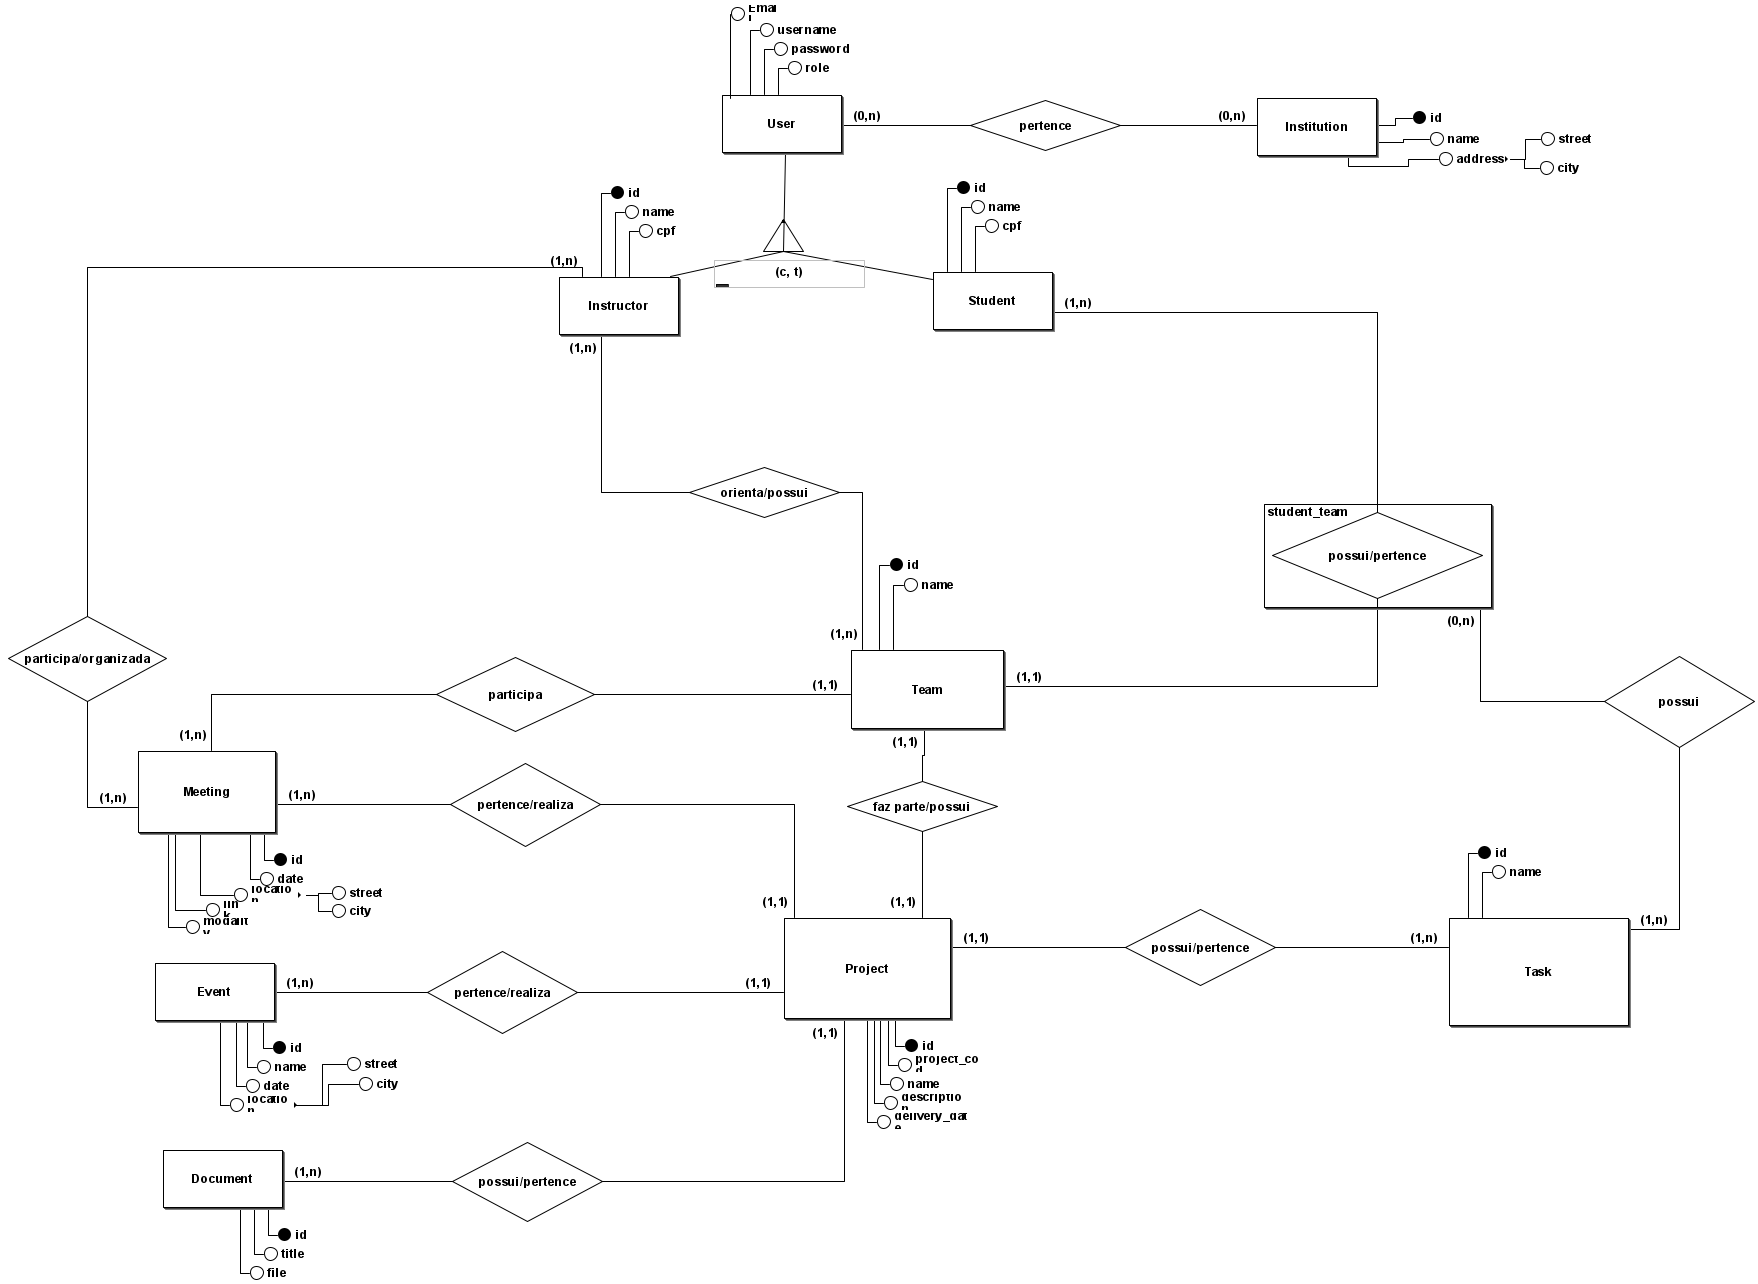 Email
username
password
role
User
(0,n)
pertence
(0,n)
Institution
id
name
address
street
city
id
name
cpf
id
name
cpf
(1,n)
(c, t)
Instructor
Student
(1,n)
(1,n)
orienta/possui
student_team
possui/pertence
id
name
(0,n)
(1,n)
participa/organizada
participa
(1,1)
Team
(1,1)
possui
(1,n)
(1,1)
Meeting
(1,n)
(1,n)
pertence/realiza
faz parte/possui
id
date
location
street
city
link
modality
id
name
(1,1)
(1,1)
(1,n)
Project
(1,1)
possui/pertence
(1,n)
Task
Event
(1,n)
pertence/realiza
(1,1)
(1,1)
id
name
date
location
street
city
id
project_cod
name
description
delivery_date
Document
(1,n)
possui/pertence
id
title
file